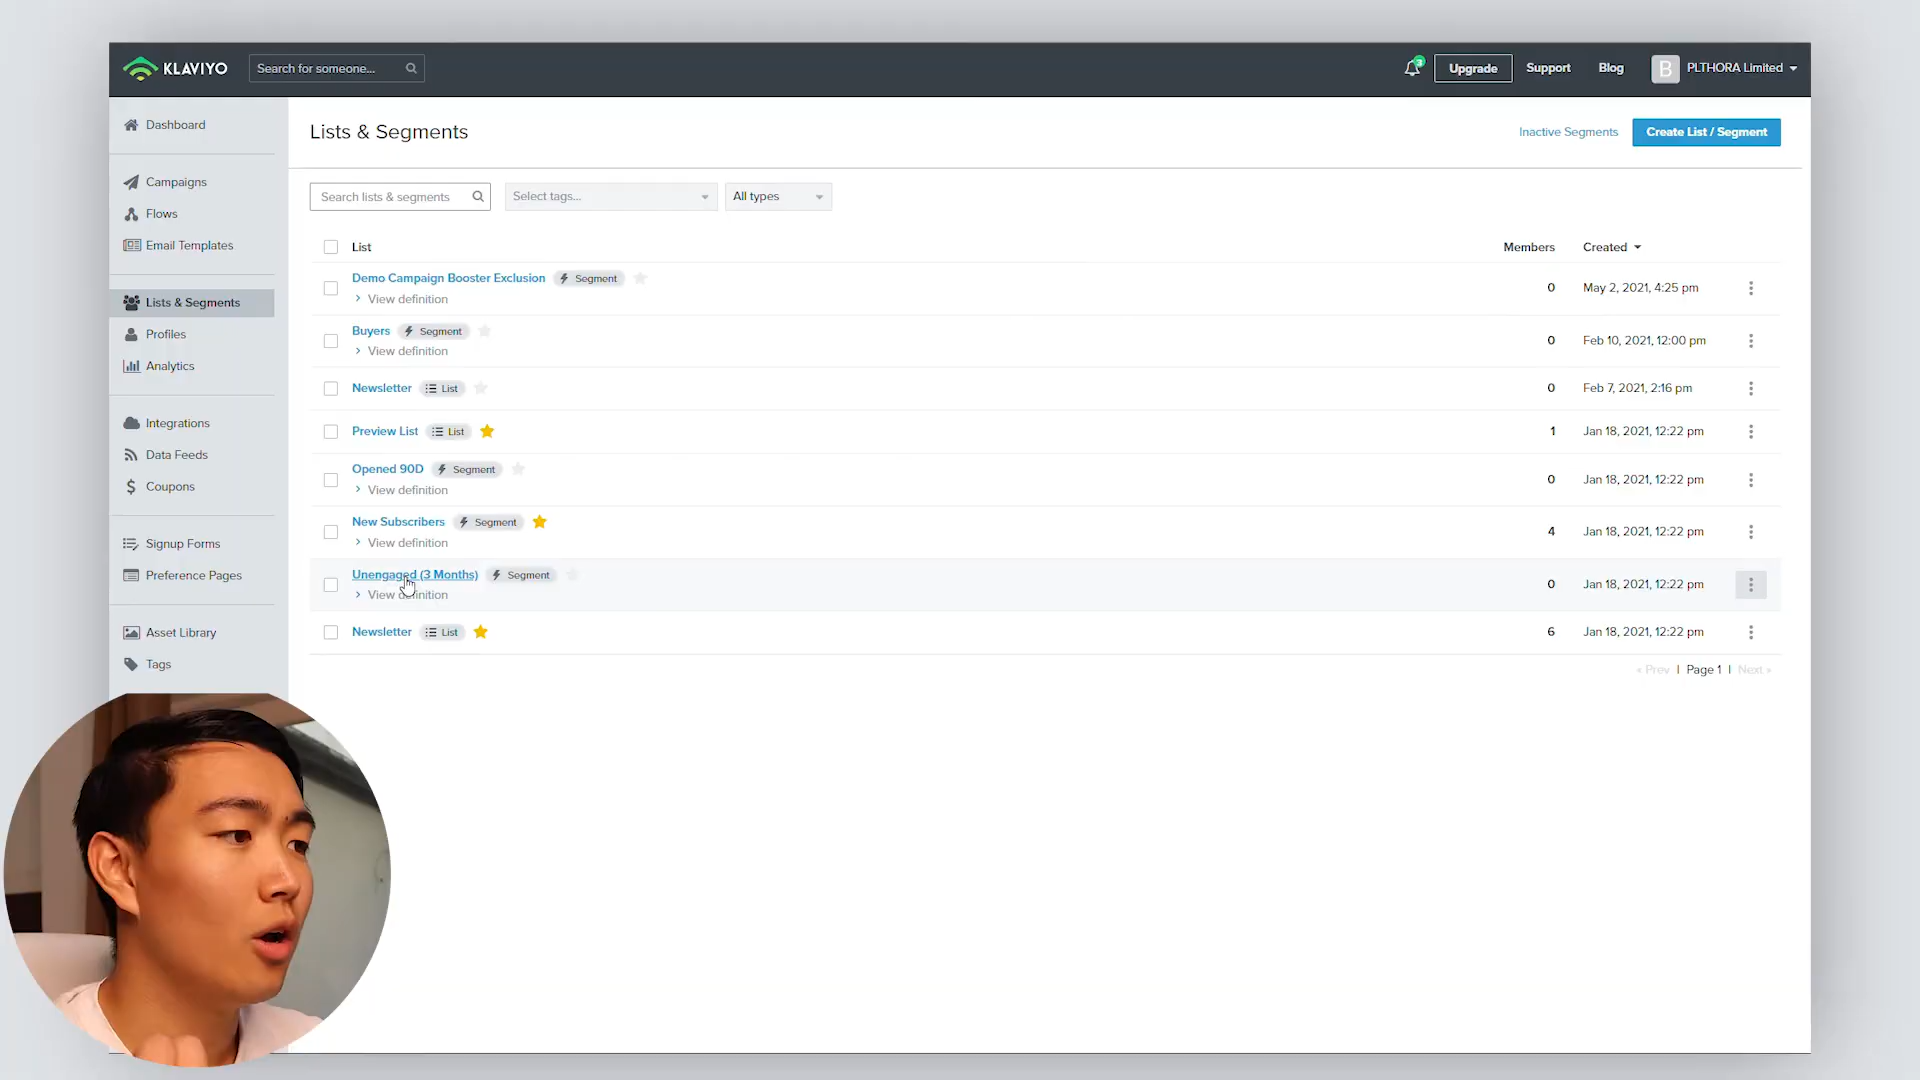 KLAVIYO
Search for someone...
3
Upgrade
Support
Blog
B
PLTHORA Limited
Dashboard
Campaigns
Flows
Email Templates
Lists & Segments
Profiles
Analytics
Integrations
Data Feeds
Coupons
Signup Forms
Preference Pages
Asset Library
Tags
Lists & Segments
Inactive Segments
Create List / Segment
Search lists & segments
Select tags...
All types
List
Members
Created
Demo Campaign Booster Exclusion
Segment
View definition
0
May 2, 2021, 4:25 pm
Buyers
Segment
View definition
0
Feb 10, 2021, 12:00 pm
Newsletter
List
0
Feb 7, 2021, 2:16 pm
Preview List
List
1
Jan 18, 2021, 12:22 pm
Opened 90D
Segment
View definition
0
Jan 18, 2021, 12:22 pm
New Subscribers
Segment
View definition
4
Jan 18, 2021, 12:22 pm
Unengaged (3 Months)
Segment
View definition
0
Jan 18, 2021, 12:22 pm
Newsletter
List
6
Jan 18, 2021, 12:22 pm
« Prev | Page 1 | Next »